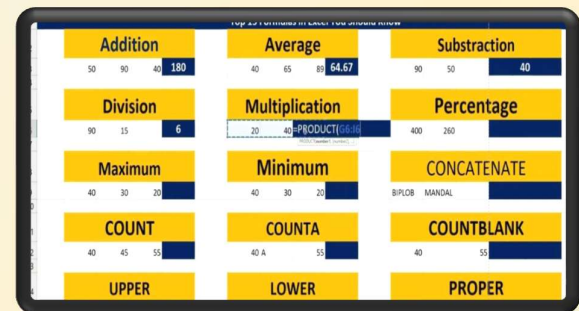 Top 15 Formulas in Excel You Should Know
Addition Average Substraction
50 90 40 180 40 65 89 64.67 90 50 40
Division Multiplication Percentage
90 15 6 20 40 =PRODUCT(G6:I6 400 260
Maximum Minimum CONCATENATE
40 30 20 40 30 20 BIPLOB MANDAL
COUNT COUNTA COUNTBLANK
40 45 55 40 A 55 40 55
UPPER LOWER PROPER